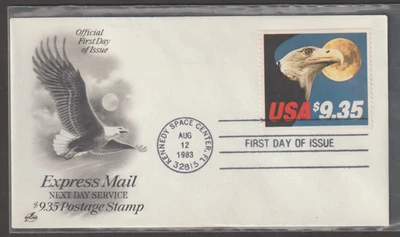 Official
First Day
of Issue
Express Mail
NEXT DAY SERVICE
$9.35 Postage Stamp
KENNEDY SPACE CENTER, FL
AUG
12
1983
32815
FIRST DAY OF ISSUE
USA $9.35